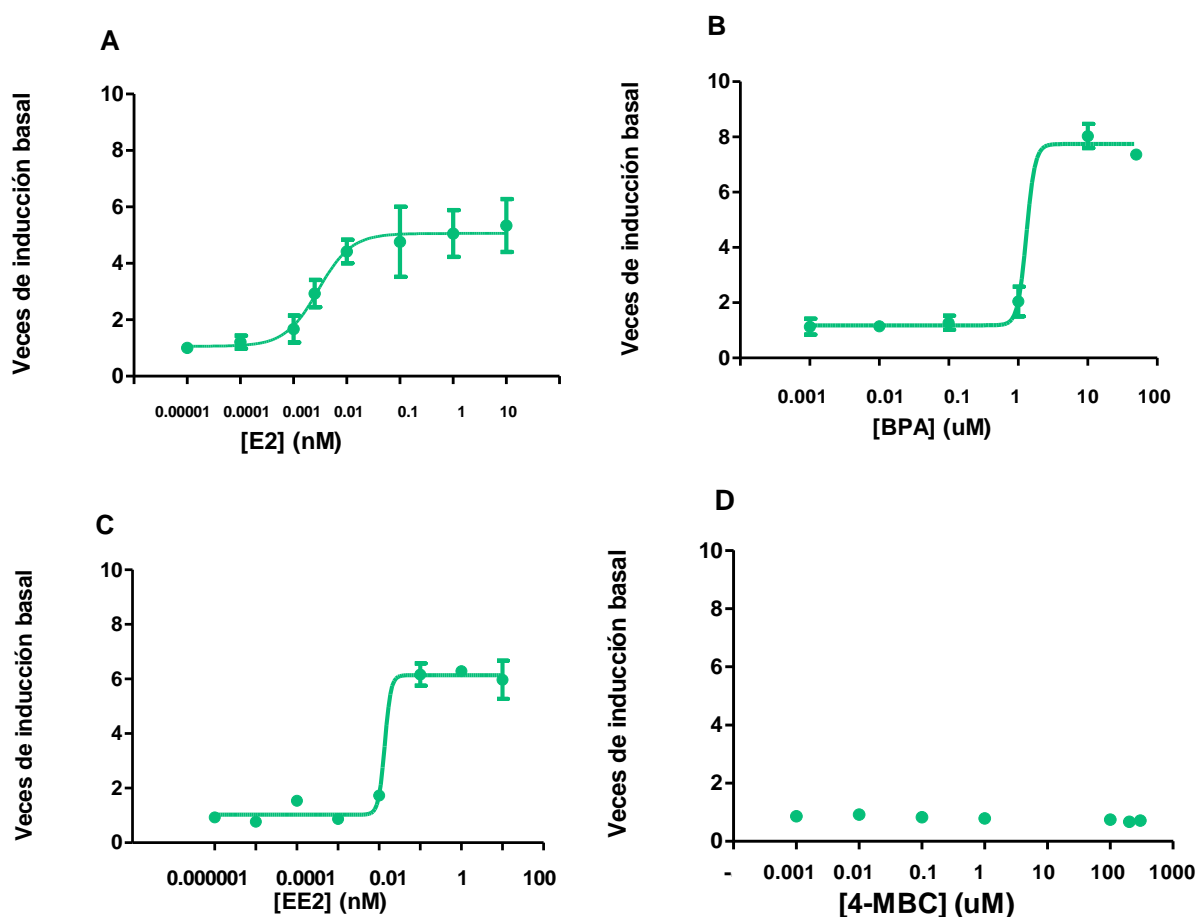 A
Veces de inducción basal
10
8
6
4
2
0
0.00001 0.0001 0.001 0.01 0.1 1 10
[E2] (nM)
B
Veces de inducción basal
10
8
6
4
2
0
0.001 0.01 0.1 1 10 100
[BPA] (uM)
C
Veces de inducción basal
10
8
6
4
2
0
0.000001 0.0001 0.01 1 100
[EE2] (nM)
D
Veces de inducción basal
10
8
6
4
2
0
- 0.001 0.01 0.1 1 10 100 1000
[4-MBC] (uM)